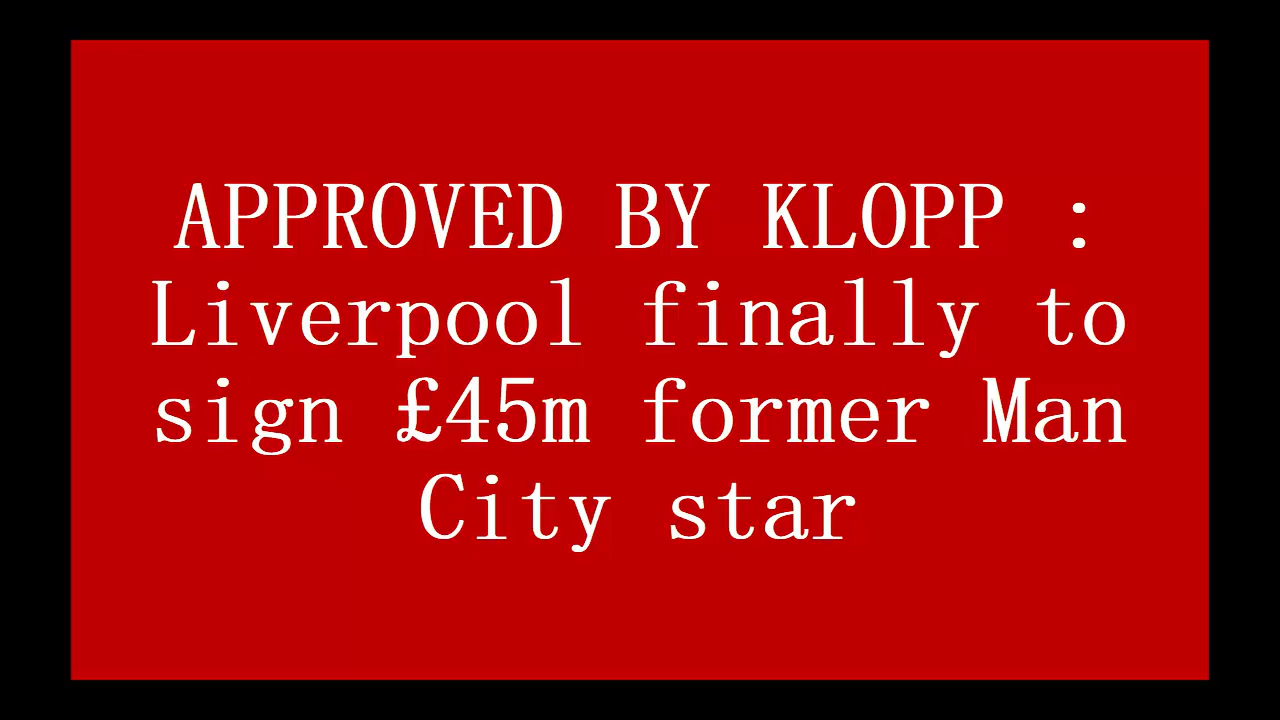 APPROVED BY KLOPP :
Liverpool finally to
sign £45m former Man
City star